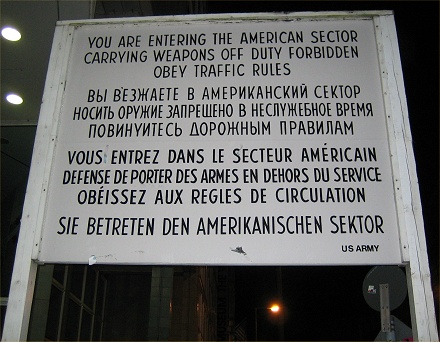 YOU ARE ENTERING THE AMERICAN SECTOR
CARRYING WEAPONS OFF DUTY FORBIDDEN
OBEY TRAFFIC RULES
ВЫ ВЪЕЗЖАЕТЕ В АМЕРИКАНСКИЙ СЕКТОР
НОСИТЬ ОРУЖИЕ ЗАПРЕЩЕНО В НЕСЛУЖЕБНОЕ ВРЕМЯ
ПОВИНУЙТЕСЬ ДОРОЖНЫМ ПРАВИЛАМ
VOUS ENTREZ DANS LE SECTEUR AMÉRICAIN
DÉFENSE DE PORTER DES ARMES EN DEHORS DU SERVICE
OBÉISSEZ AUX RÈGLES DE CIRCULATION
SIE BETRETEN DEN AMERIKANISCHEN SEKTOR
US ARMY